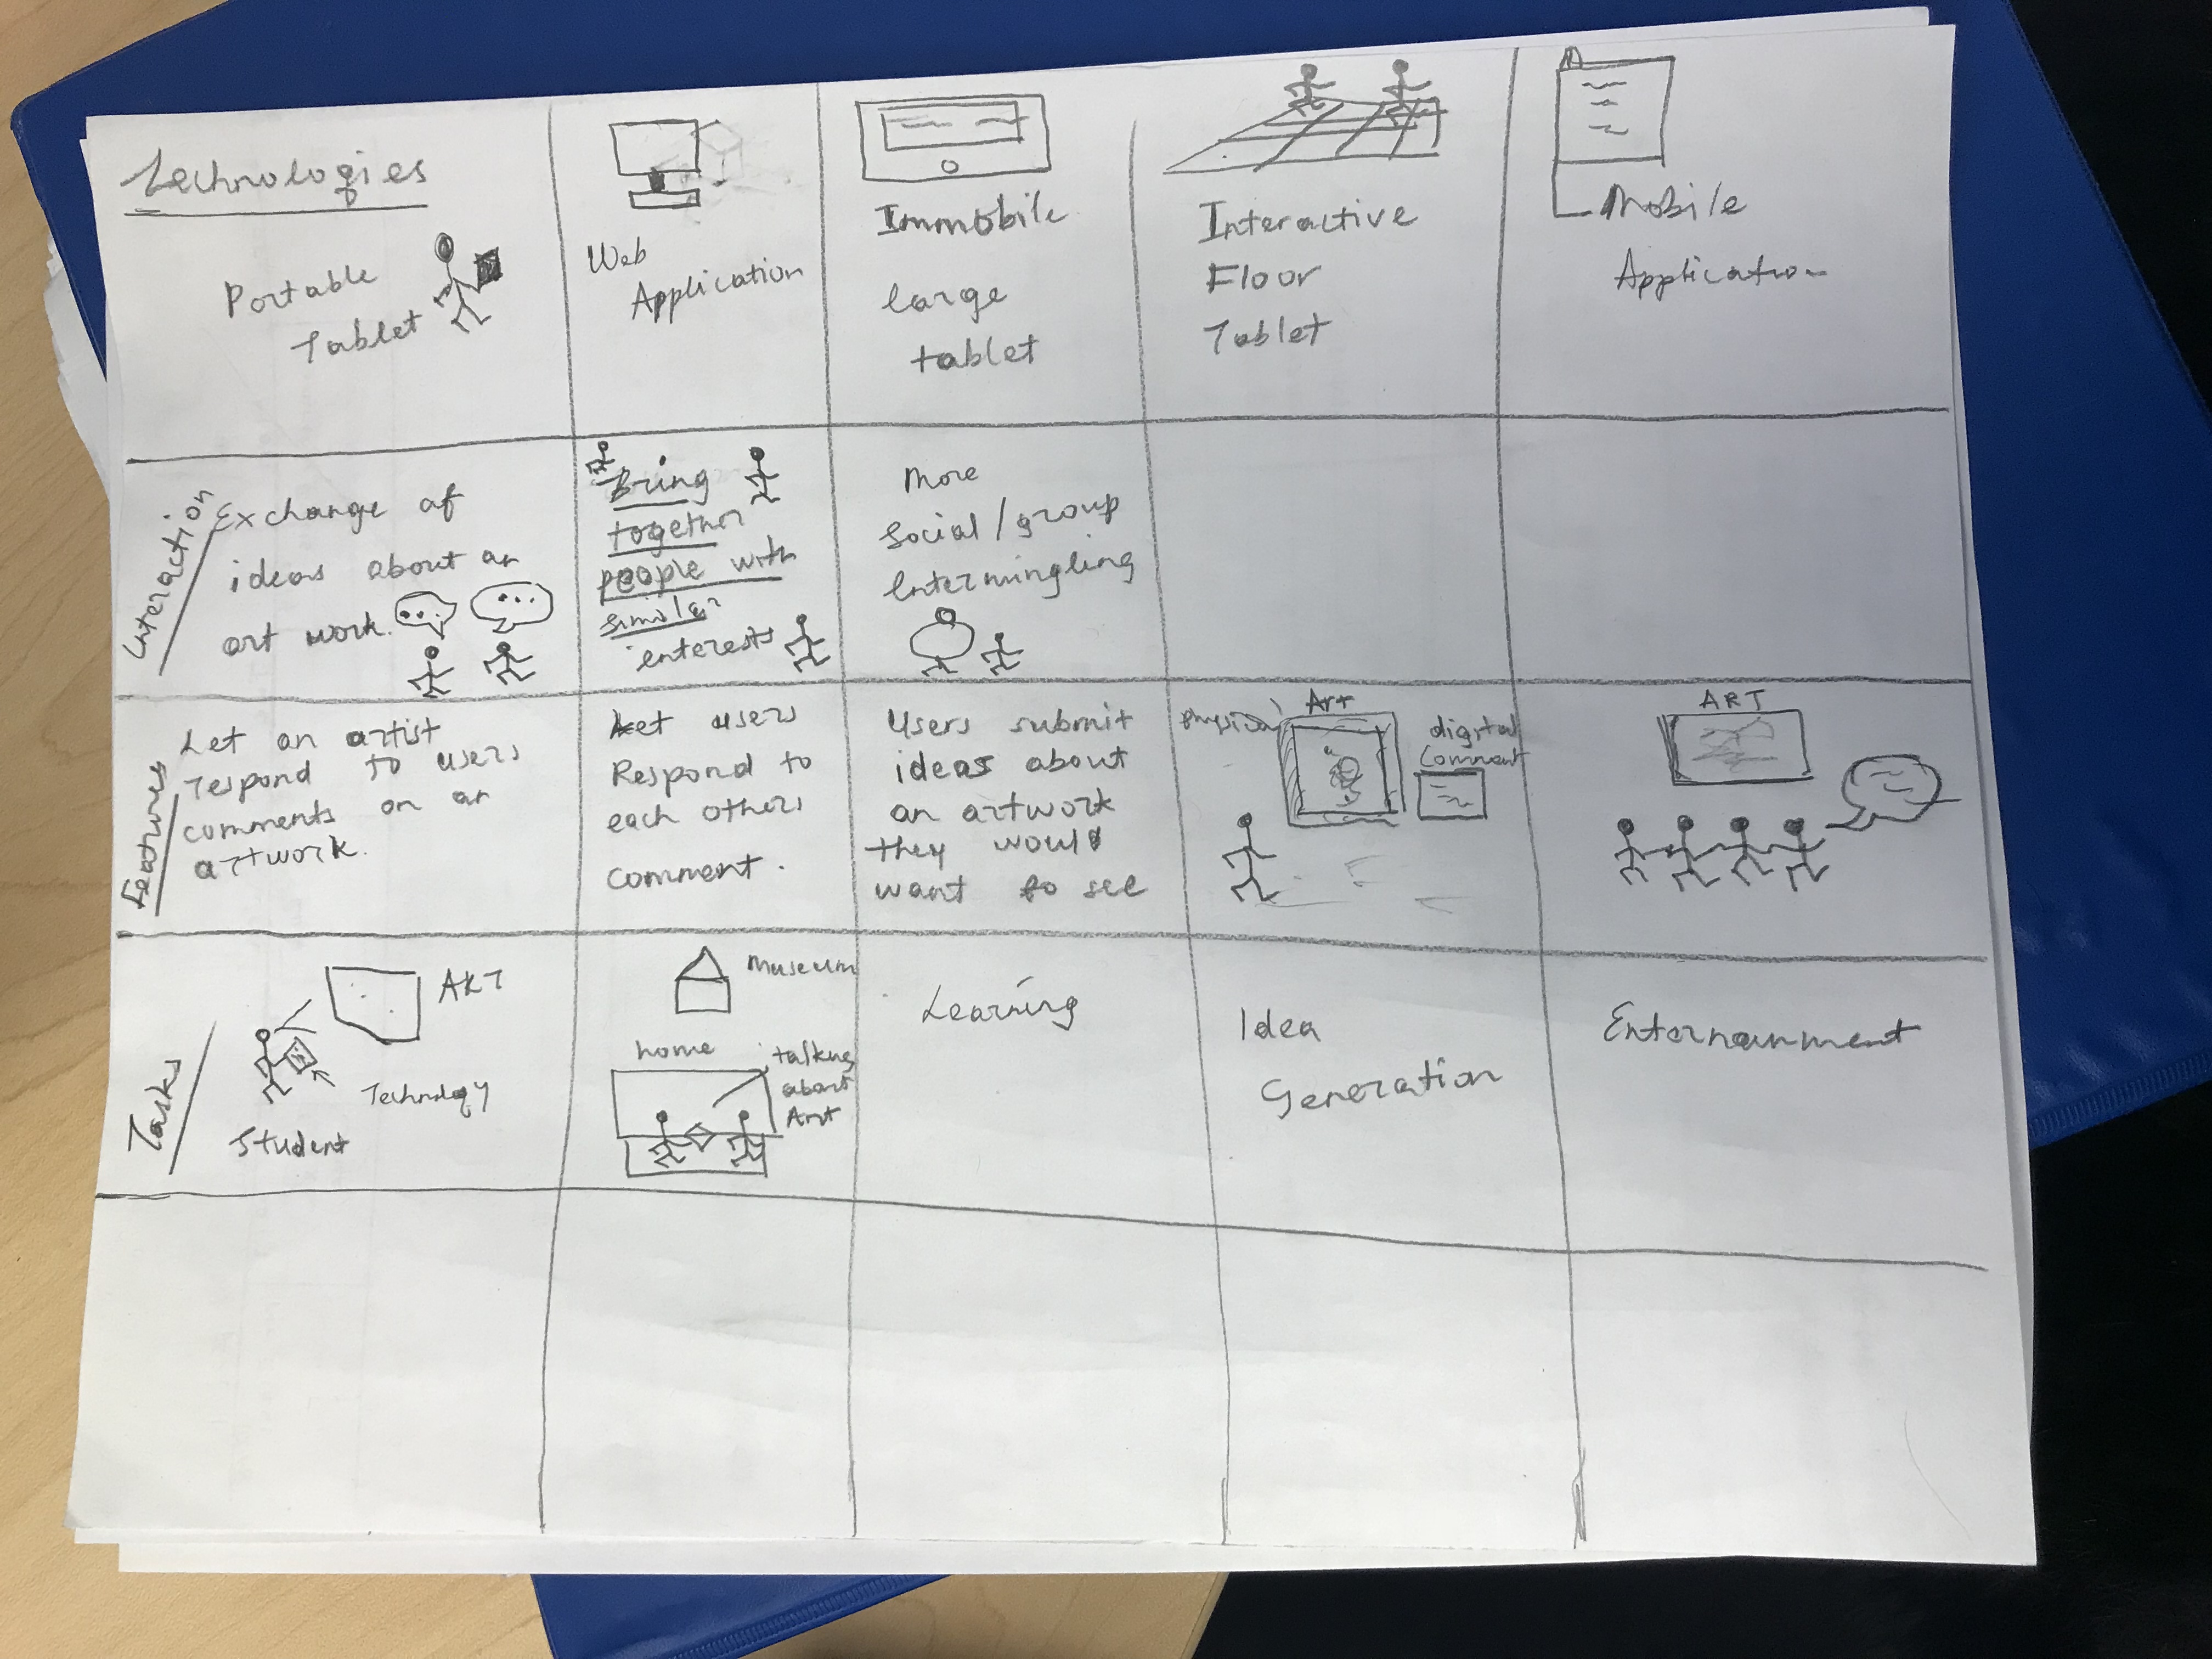 Technologies
Portable
Tablet
Web
Application
Immobile
large
tablet
Interactive
Floor
Tablet
Mobile
Application
Interaction
Exchange of
ideas about an
art work.
Bring
together
people with
similar
interests
More
social/group
intermingling
Features
Let an artist
respond to users
comments on an
artwork.
Let users
Respond to
each others
comment.
Users submit
ideas about
an artwork
they would
want to see
physical
Art
digital
comment
ART
Tasks
Student
Technology
ART
museum
home
talking
about
Art
Learning
Idea
Generation
Enternainment